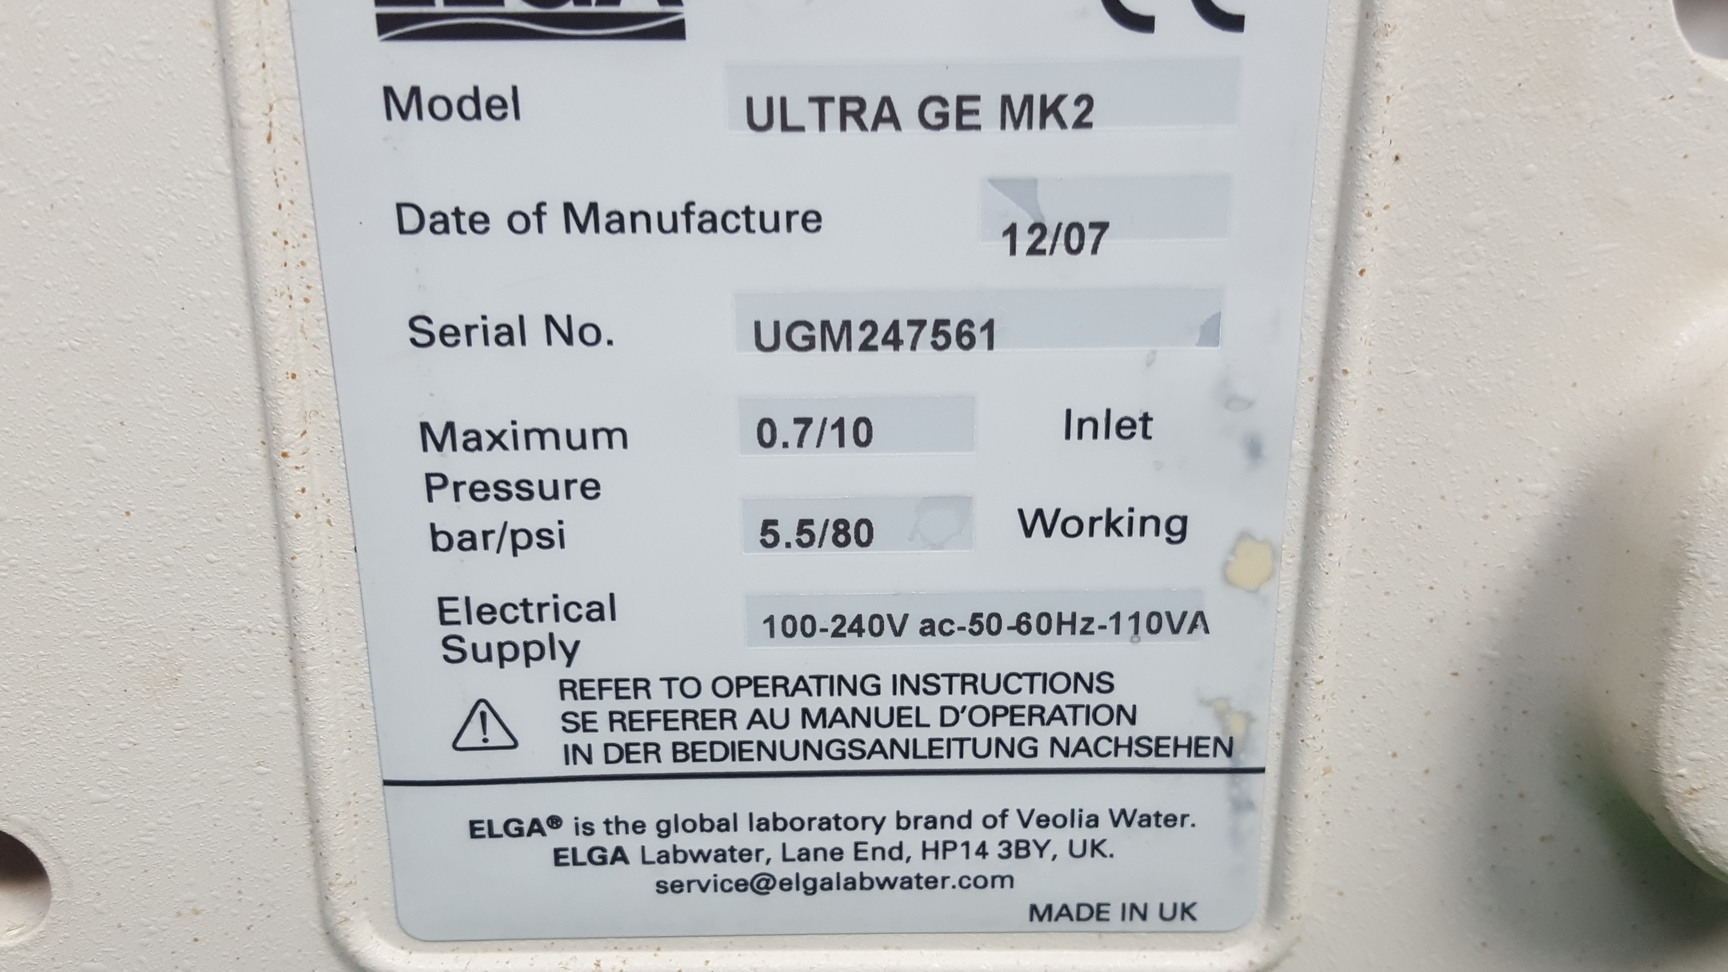 ELGA
CE
Model ULTRA GE MK2
Date of Manufacture 12/07
Serial No. UGM247561
Maximum 0.7/10 Inlet
Pressure
bar/psi 5.5/80 Working
Electrical
Supply 100-240V ac-50-60Hz-110VA
REFER TO OPERATING INSTRUCTIONS
SE REFERER AU MANUEL D'OPERATION
IN DER BEDIENUNGSANLEITUNG NACHSEHEN
ELGA® is the global laboratory brand of Veolia Water.
ELGA Labwater, Lane End, HP14 3BY, UK.
service@elgalabwater.com
MADE IN UK